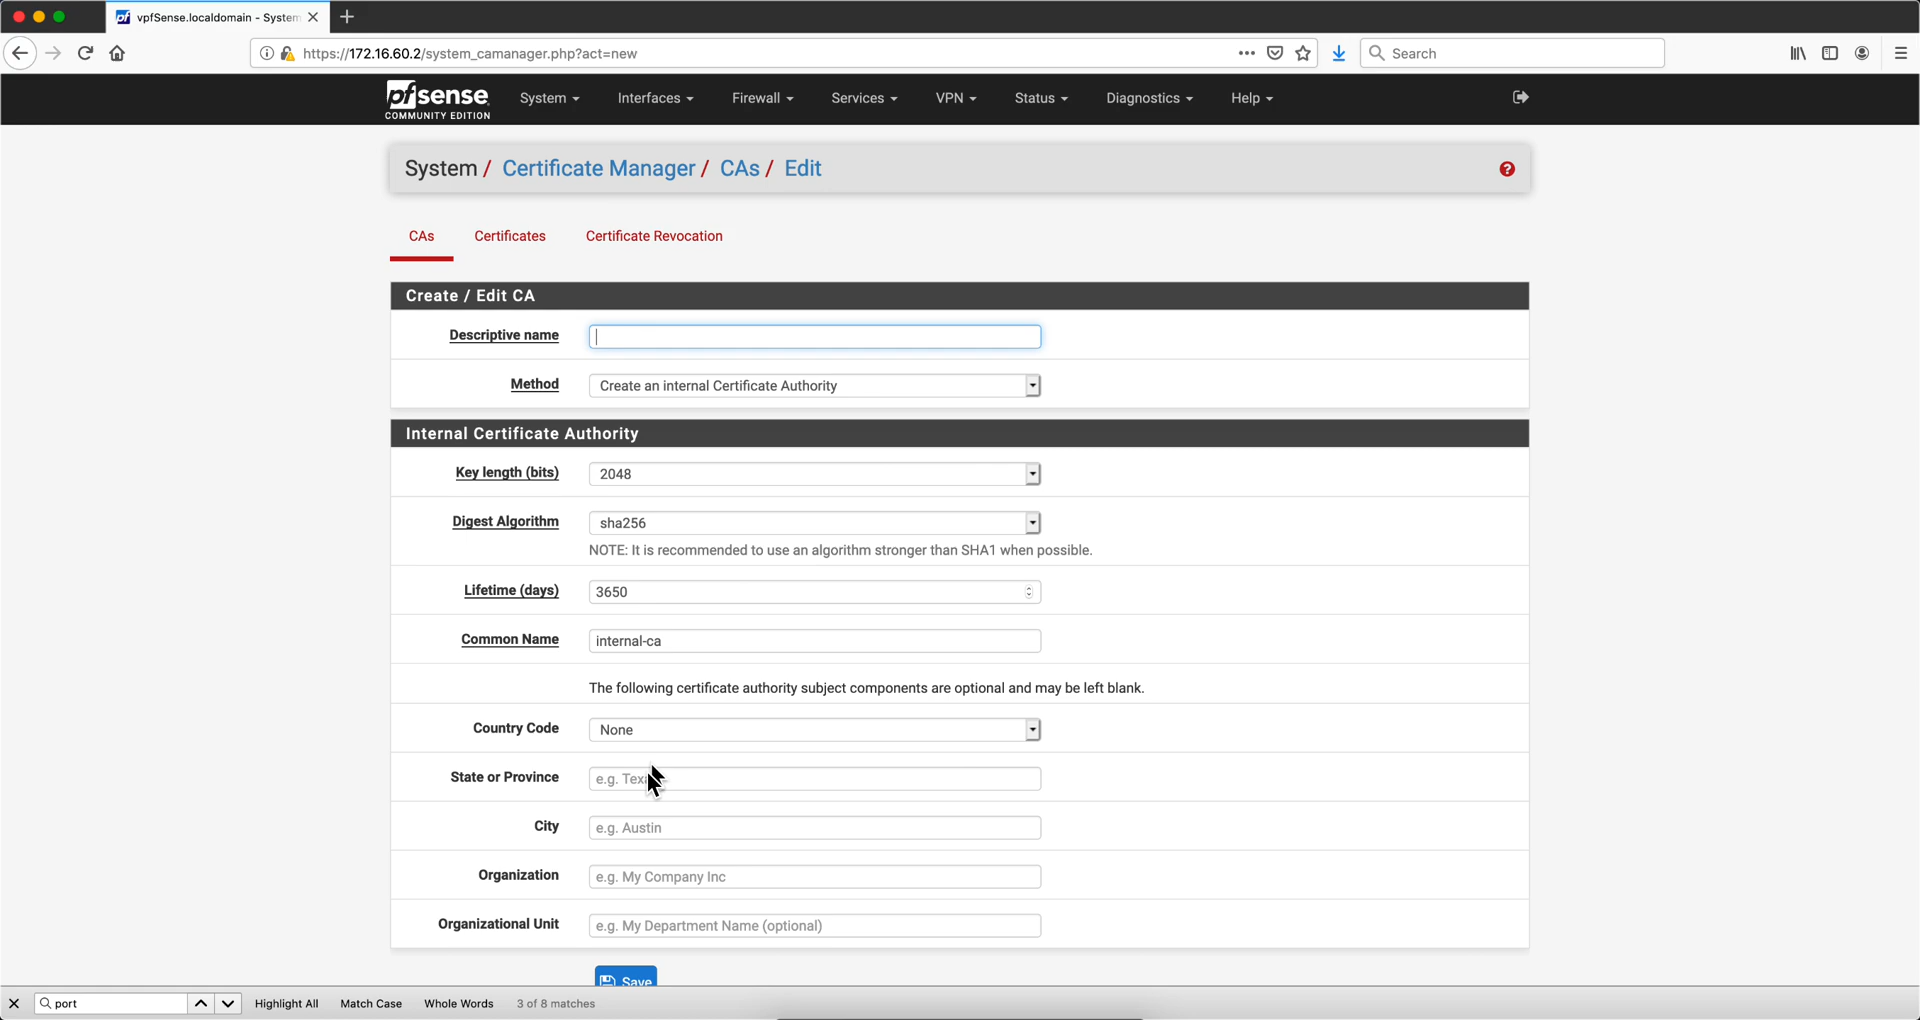 vpfSense.localdomain - System
https://172.16.60.2/system_camanager.php?act=new
Search
pfsense
COMMUNITY EDITION
System
Interfaces
Firewall
Services
VPN
Status
Diagnostics
Help
System / Certificate Manager / CAs / Edit
CAs
Certificates
Certificate Revocation
Create / Edit CA
Descriptive name
Method
Create an internal Certificate Authority
Internal Certificate Authority
Key length (bits)
2048
Digest Algorithm
sha256
NOTE: It is recommended to use an algorithm stronger than SHA1 when possible.
Lifetime (days)
3650
Common Name
internal-ca
The following certificate authority subject components are optional and may be left blank.
Country Code
None
State or Province
e.g. Texas
City
e.g. Austin
Organization
e.g. My Company Inc
Organizational Unit
e.g. My Department Name (optional)
Save
port
Highlight All
Match Case
Whole Words
3 of 8 matches